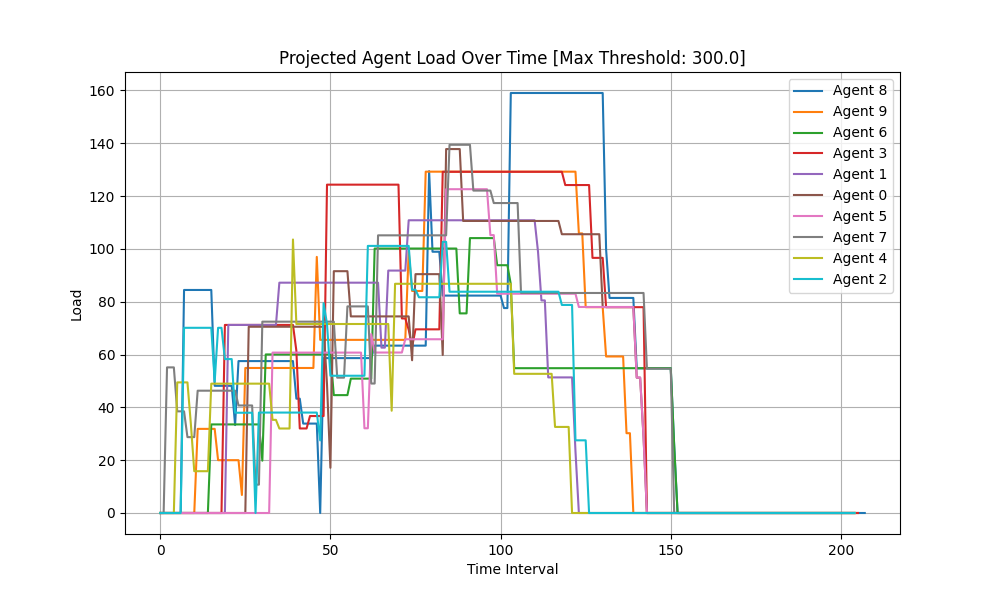 Projected Agent Load Over Time [Max Threshold: 300.0]
Load
160
140
120
100
80
60
40
20
0
0 50 100 150 200
Time Interval
Agent 8
Agent 9
Agent 6
Agent 3
Agent 1
Agent 0
Agent 5
Agent 7
Agent 4
Agent 2